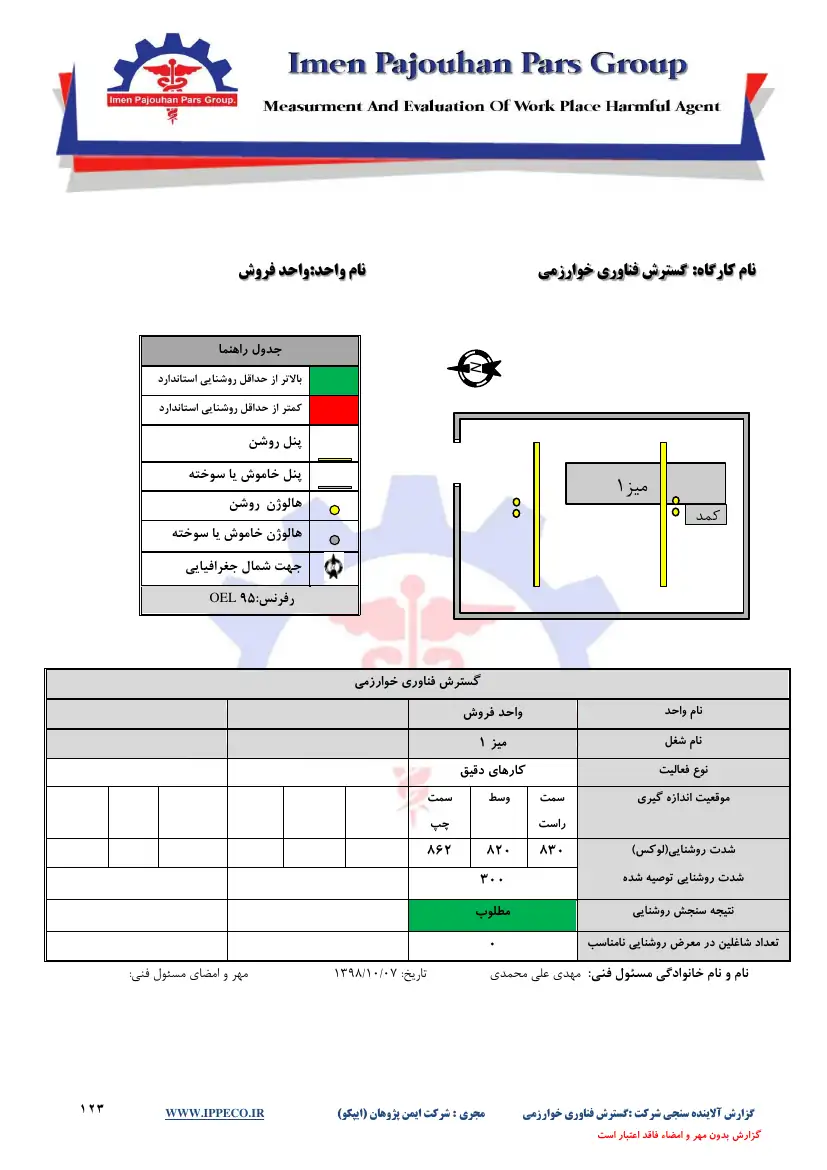 Imen Pajouhan Pars Group
Imen Pajouhan Pars Group.
Measurment And Evaluation Of Work Place Harmful Agent
نام کارگاه: گسترش فناوری خوارزمی
نام واحد:واحد فروش
جدول راهنما
بالاتر از حداقل روشنایی استاندارد
کمتر از حداقل روشنایی استاندارد
پنل روشن
پنل خاموش یا سوخته
هالوژن روشن
هالوژن خاموش یا سوخته
جهت شمال جغرافیایی
رفرنس:OEL ۹۵
N
میز۱
کمد
گسترش فناوری خوارزمی
نام واحد واحد فروش
نام شغل میز ۱
نوع فعالیت کارهای دقیق
موقعیت اندازه گیری سمت راست وسط سمت چپ
شدت روشنایی(لوکس) ۸۳۰ ۸۲۰ ۸۶۲
شدت روشنایی توصیه شده ۳۰۰
نتیجه سنجش روشنایی مطلوب
تعداد شاغلین در معرض روشنایی نامناسب ۰
نام و نام خانوادگی مسئول فنی: مهدی علی محمدی تاریخ: ۱۳۹۸/۱۰/۰۷ مهر و امضای مسئول فنی:
گزارش آلاینده سنجی شرکت :گسترش فناوری خوارزمی مجری : شرکت ایمن پژوهان (ایپکو) WWW.IPPECO.IR ۱۲۳
گزارش بدون مهر و امضاء فاقد اعتبار است